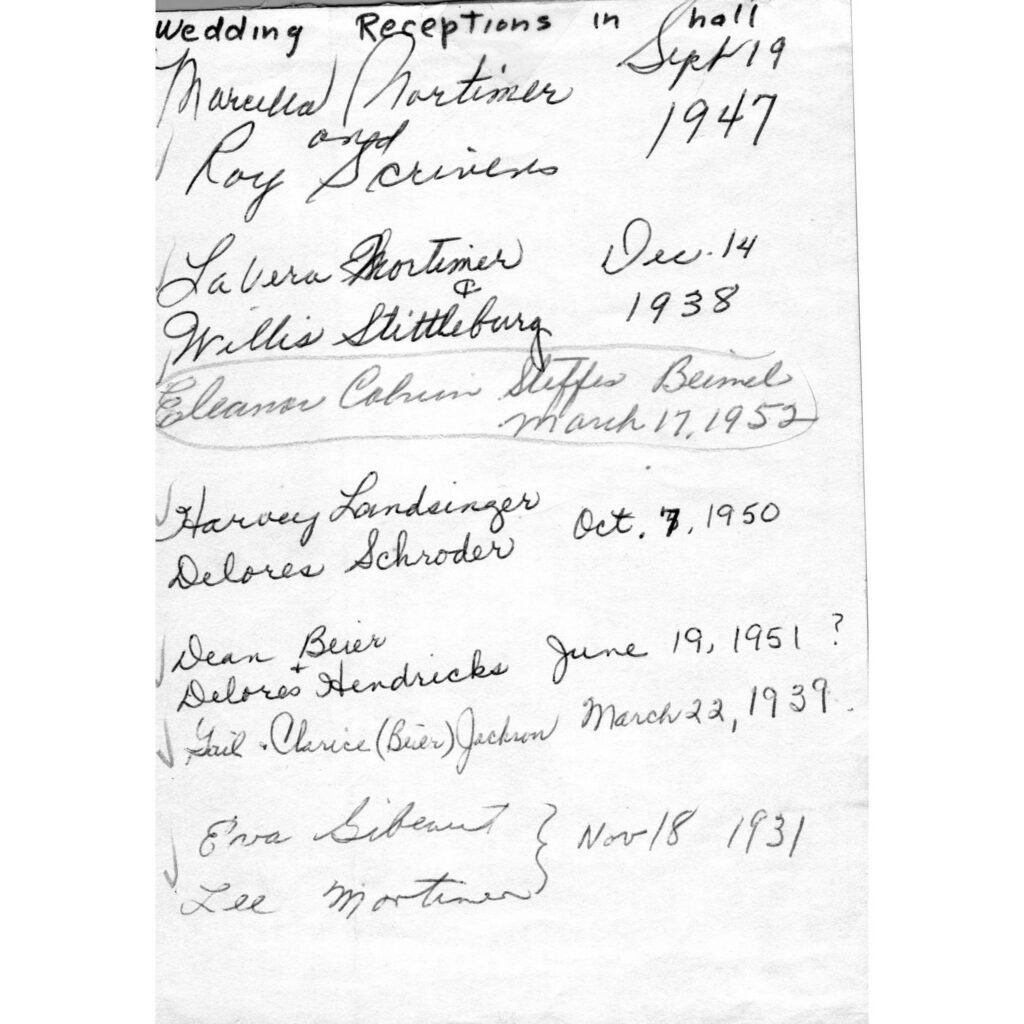 Wedding Receptions in hall
Marcella Mortimer Sept 19
and 1947
Roy Scrivens
LaVera Mortimer Dec. 14
& 1938
Willis Stittleburg
Eleanor Steffes Beimel
March 17, 1952
Harvey Landsinger Oct. 7, 1950
Delores Schroder
Dean Beier June 19, 1951 ?
+
Delores Hendricks
Gail & Clarice (Beier) Jackson March 22, 1939.
Eva Gibeaut } Nov 18 1931
Lee Mortimer